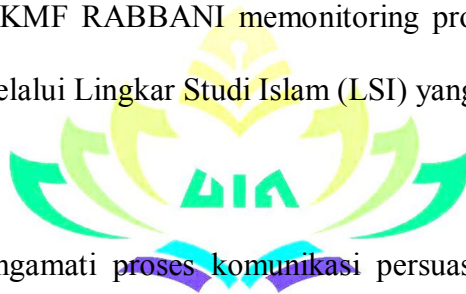 KMF RABBANI memonitoring pro
elalui Lingkar Studi Islam (LSI) yang
UIN
ngamati proses komunikasi persuas